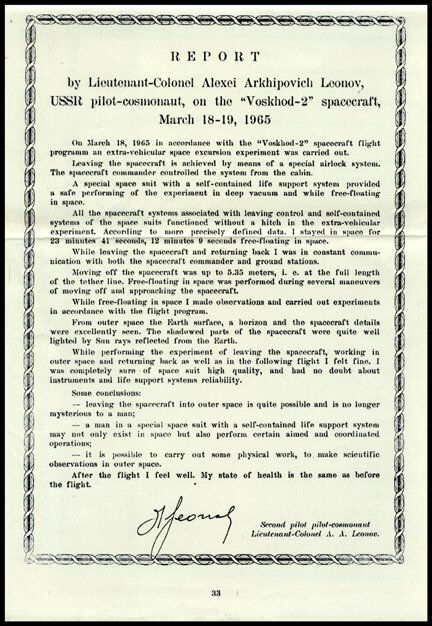 REPORT
by Lieutenant-Colonel Alexei Arkhipovich Leonov,
USSR pilot-cosmonaut, on the “Voskhod-2” spacecraft,
March 18-19, 1965
On March 18, 1965 in accordance with the “Voskhod-2” spacecraft flight
programm an extra-vehicular space excursion experiment was carried out.
Leaving the spacecraft is achieved by means of a special airlock system.
The spacecraft commander controlled the system from the cabin.
A special space suit with a self-contained life support system provided
a safe performing of the experiment in deep vacuum and while free-floating
in space.
All the spacecraft systems associated with leaving control and self-contained
systems of the space suits functioned without a hitch in the extra-vehicular
experiment. According to more precisely defined data. I stayed in space for
23 minutes 41 seconds, 12 minutes 9 seconds free-floating in space.
While leaving the spacecraft and returning back I was in constant commu-
nication with both the spacecraft commander and ground stations.
Moving off the spacecraft was up to 5.35 meters, i. e. at the full length
of the tether line. Free-floating in space was performed during several maneuvers
of moving off and approaching the spacecraft.
While free-floating in space I made observations and carried out experiments
in accordance with the flight program.
From outer space the Earth surface, a horizon and the spacecraft details
were excellently seen. The shadowed parts of the spacecraft were quite well
lighted by Sun rays reflected from the Earth.
While performing the experiment of leaving the spacecraft, working in
outer space and returning back as well as in the following flight I felt fine. I
was completely sure of space suit high quality, and had no doubt about
instruments and life support systems reliability.
Some conclusions:
— leaving the spacecraft into outer space is quite possible and is no longer
mysterious to a man;
— a man in a special space suit with a self-contained life support system
may not only exist in space but also perform certain aimed and coordinated
operations;
— it is possible to carry out some physical work, to make scientific
observations in outer space.
After the flight I feel well. My state of health is the same as before
the flight.
A Leonov
Second pilot pilot-cosmonant
Lieutenant-Colonel A. A. Leonov.
33